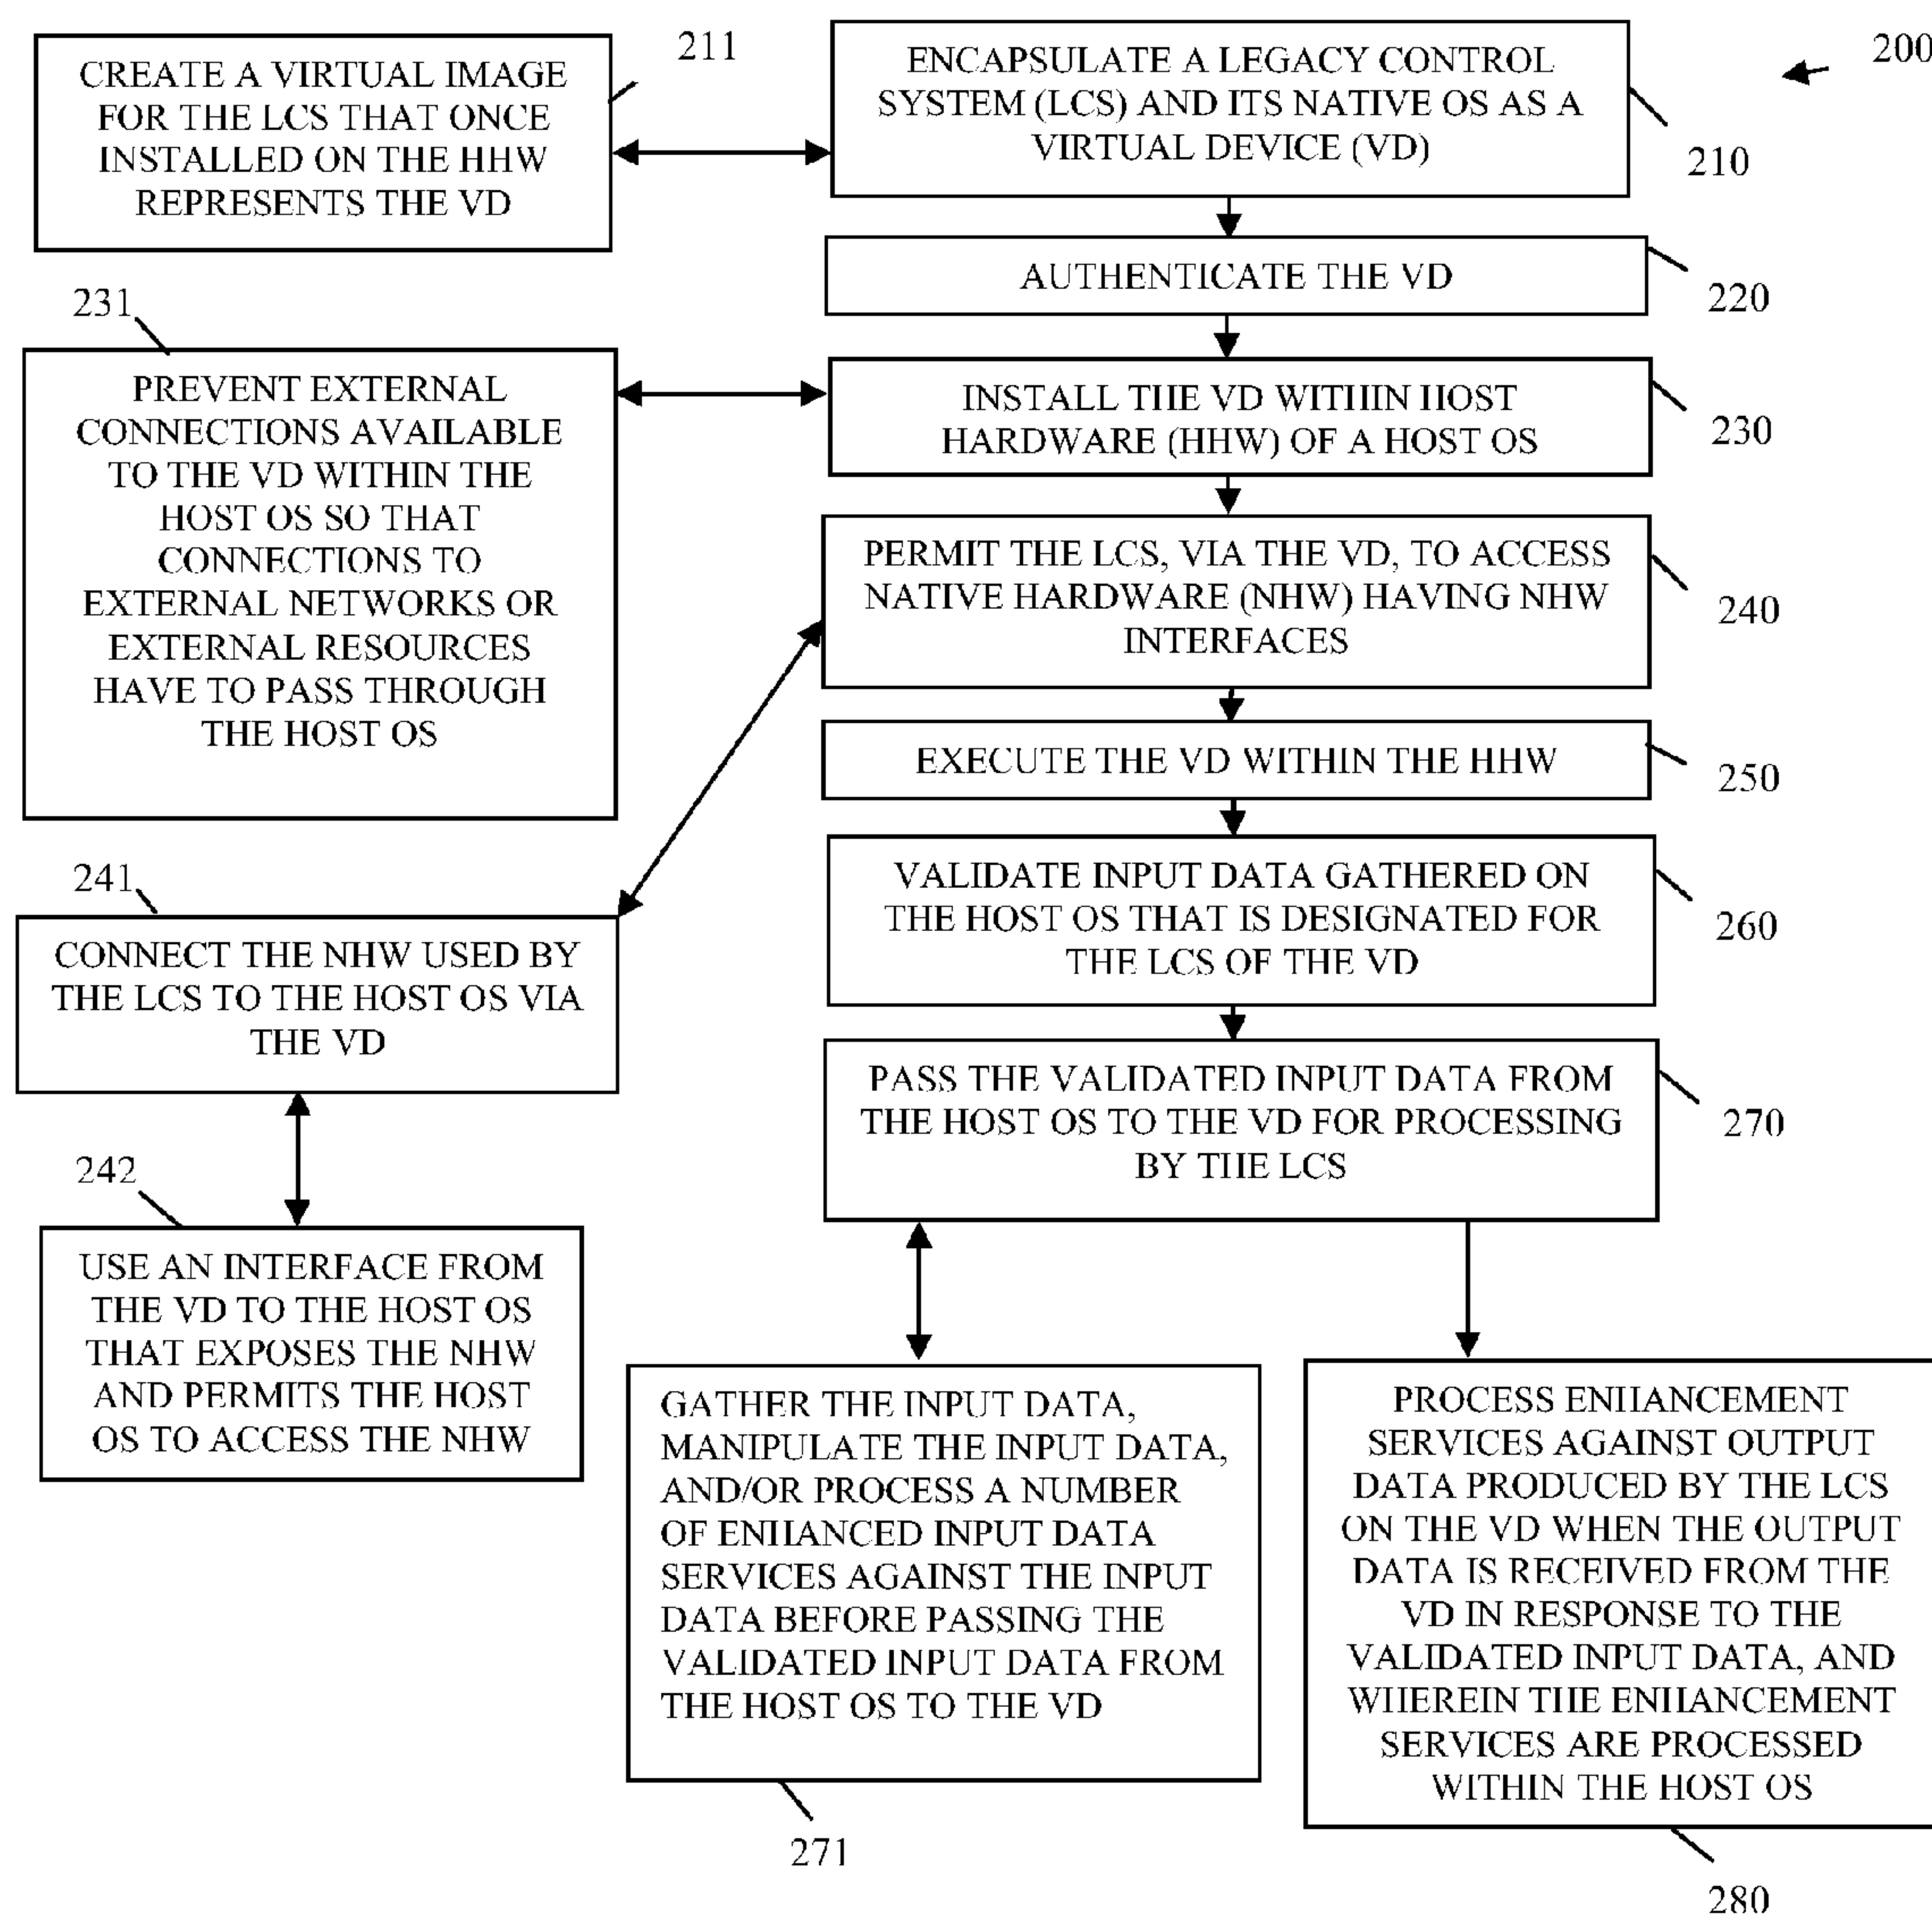 200
211
CREATE A VIRTUAL IMAGE
FOR THE LCS THAT ONCE
INSTALLED ON THE HHW
REPRESENTS THE VD
ENCAPSULATE A LEGACY CONTROL
SYSTEM (LCS) AND ITS NATIVE OS AS A
VIRTUAL DEVICE (VD)
210
AUTHENTICATE THE VD
220
231
PREVENT EXTERNAL
CONNECTIONS AVAILABLE
TO THE VD WITHIN THE
HOST OS SO THAT
CONNECTIONS TO
EXTERNAL NETWORKS OR
EXTERNAL RESOURCES
HAVE TO PASS THROUGH
THE HOST OS
INSTALL THE VD WITHIN HOST
HARDWARE (HHW) OF A HOST OS
230
PERMIT THE LCS, VIA THE VD, TO ACCESS
NATIVE HARDWARE (NHW) HAVING NHW
INTERFACES
240
EXECUTE THE VD WITHIN THE HHW
250
241
CONNECT THE NHW USED BY
THE LCS TO THE HOST OS VIA
THE VD
VALIDATE INPUT DATA GATHERED ON
THE HOST OS THAT IS DESIGNATED FOR
THE LCS OF THE VD
260
PASS THE VALIDATED INPUT DATA FROM
THE HOST OS TO THE VD FOR PROCESSING
BY THE LCS
270
242
USE AN INTERFACE FROM
THE VD TO THE HOST OS
THAT EXPOSES THE NHW
AND PERMITS THE HOST
OS TO ACCESS THE NHW
GATHER THE INPUT DATA,
MANIPULATE THE INPUT DATA,
AND/OR PROCESS A NUMBER
OF ENHANCED INPUT DATA
SERVICES AGAINST THE INPUT
DATA BEFORE PASSING THE
VALIDATED INPUT DATA FROM
THE HOST OS TO THE VD
271
PROCESS ENHANCEMENT
SERVICES AGAINST OUTPUT
DATA PRODUCED BY THE LCS
ON THE VD WHEN THE OUTPUT
DATA IS RECEIVED FROM THE
VD IN RESPONSE TO THE
VALIDATED INPUT DATA, AND
WHEREIN THE ENHANCEMENT
SERVICES ARE PROCESSED
WITHIN THE HOST OS
280